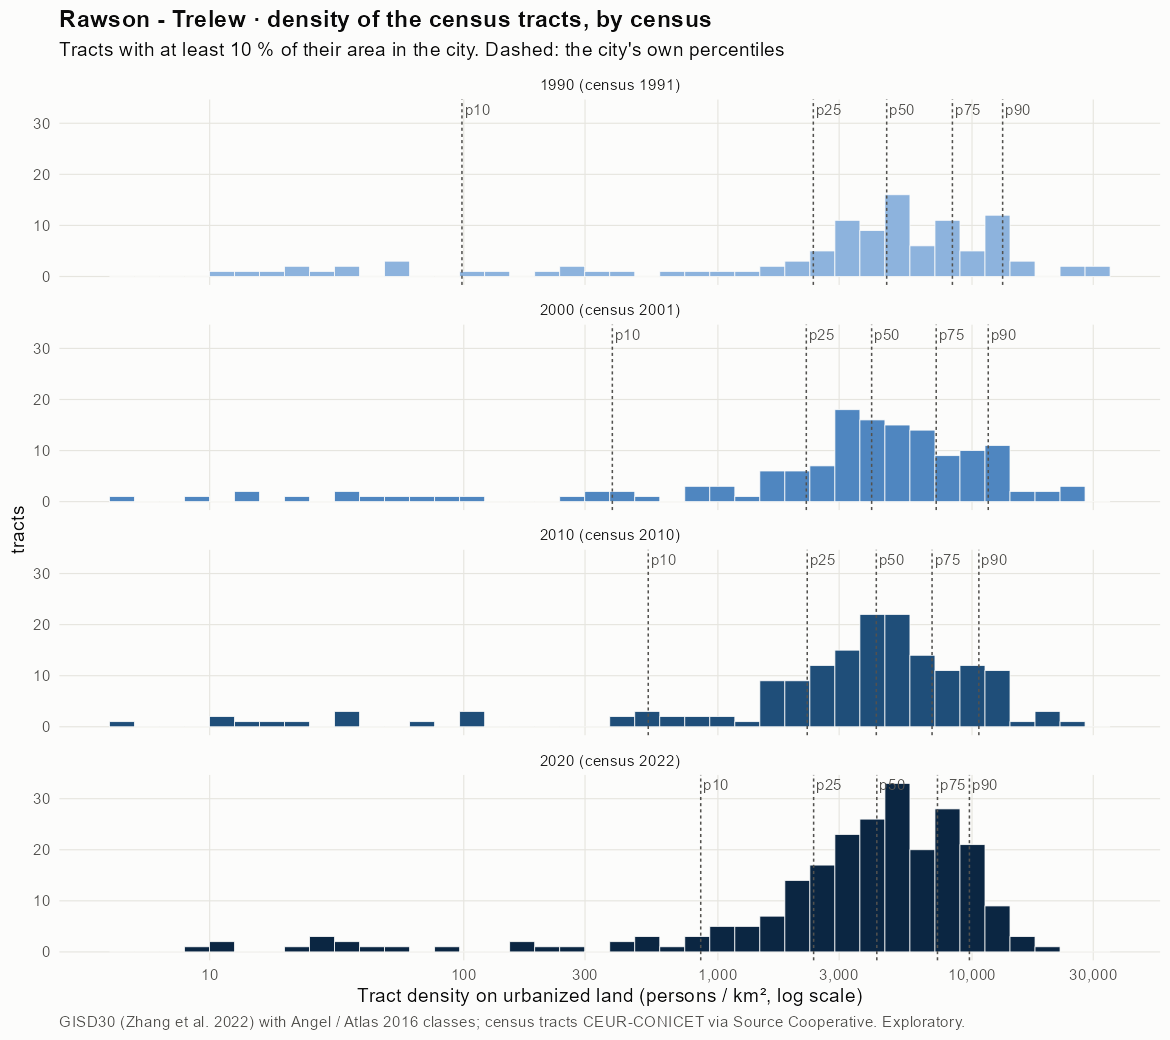 Rawson - Trelew · density of the census tracts, by census
Tracts with at least 10 % of their area in the city. Dashed: the city's own percentiles
1990 (census 1991)
p10 p25 p50 p75 p90
30
20
10
0
2000 (census 2001)
p10 p25 p50 p75 p90
30
20
10
0
tracts
2010 (census 2010)
p10 p25 p50 p75 p90
30
20
10
0
2020 (census 2022)
p10 p25 p50 p75 p90
30
20
10
0
10 100 300 1,000 3,000 10,000 30,000
Tract density on urbanized land (persons / km², log scale)
GISD30 (Zhang et al. 2022) with Angel / Atlas 2016 classes; census tracts CEUR-CONICET via Source Cooperative. Exploratory.